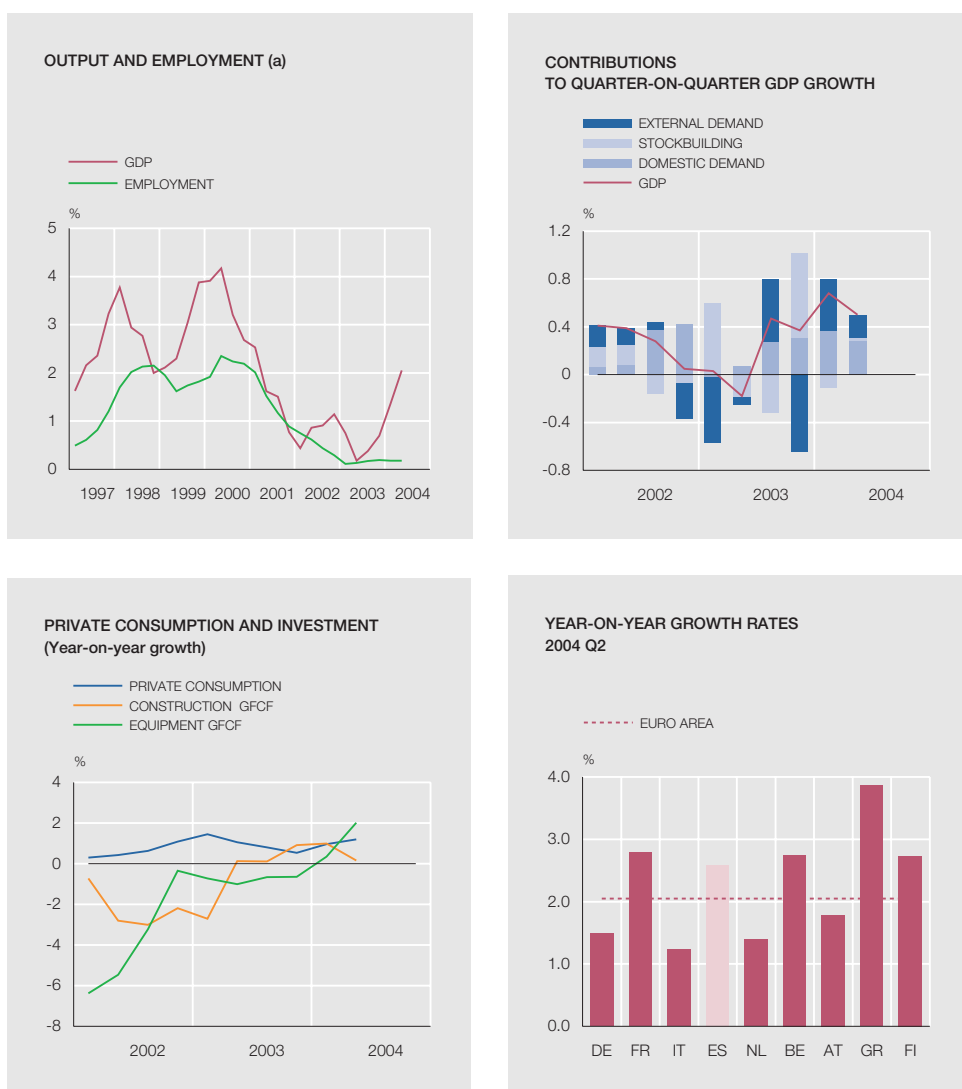 OUTPUT AND EMPLOYMENT (a)
GDP
EMPLOYMENT
%
5
4
3
2
1
0
1997 1998 1999 2000 2001 2002 2003 2004
CONTRIBUTIONS
TO QUARTER-ON-QUARTER GDP GROWTH
EXTERNAL DEMAND
STOCKBUILDING
DOMESTIC DEMAND
GDP
%
1.2
0.8
0.4
0
-0.4
-0.8
2002 2003 2004
PRIVATE CONSUMPTION AND INVESTMENT
(Year-on-year growth)
PRIVATE CONSUMPTION
CONSTRUCTION GFCF
EQUIPMENT GFCF
%
4
2
0
-2
-4
-6
-8
2002 2003 2004
YEAR-ON-YEAR GROWTH RATES
2004 Q2
EURO AREA
%
4.0
3.0
2.0
1.0
0.0
DE FR IT ES NL BE AT GR FI